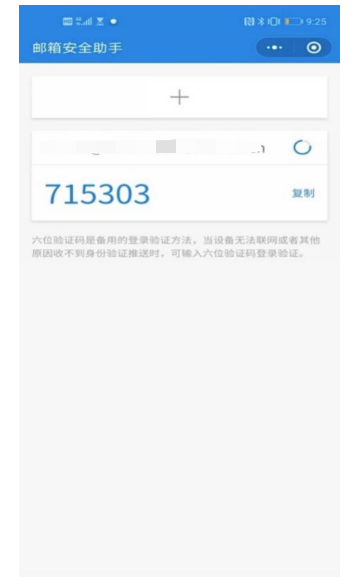 9:25
邮箱安全助手
715303
复制
六位验证码是备用的登录验证方法。当设备无法联网或者其他
原因收不到身份验证推送时，可输入六位验证码登录验证。